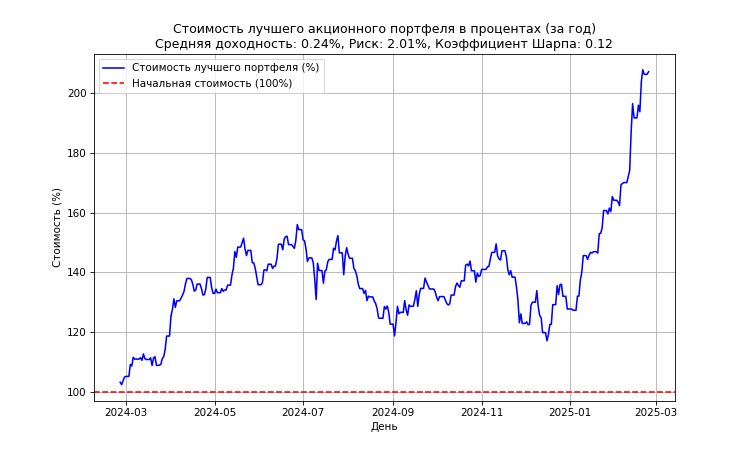 Стоимость лучшего акционного портфеля в процентах (за год)
Средняя доходность: 0.24%, Риск: 2.01%, Коэффициент Шарпа: 0.12
Стоимость лучшего портфеля (%)
Начальная стоимость (100%)
Стоимость (%)
200
180
160
140
120
100
2024-03 2024-05 2024-07 2024-09 2024-11 2025-01 2025-03
День